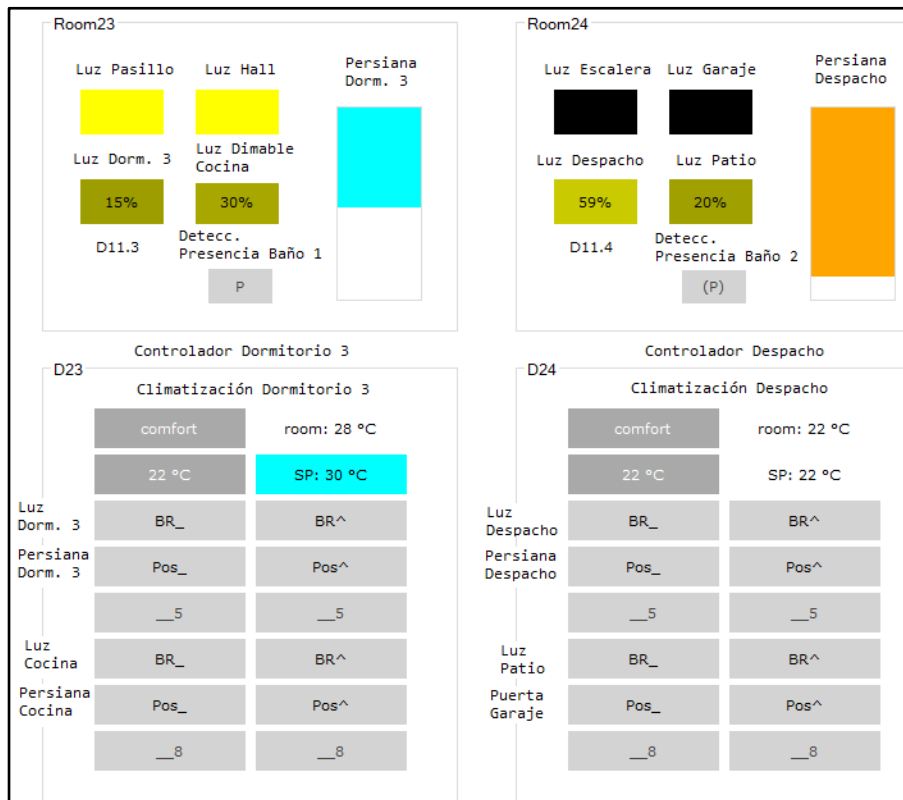 Room23
Luz Pasillo
Luz Hall
Persiana
Dorm. 3
Luz Dorm. 3
Luz Dimable
Cocina
15%
30%
D11.3
Detecc.
Presencia Baño 1
P
Room24
Luz Escalera
Luz Garaje
Persiana
Despacho
Luz Despacho
Luz Patio
59%
20%
D11.4
Detecc.
Presencia Baño 2
(P)
Controlador Dormitorio 3
D23
Climatización Dormitorio 3
comfort
room: 28 °C
22 °C
SP: 30 °C
Luz
Dorm. 3
BR_
BR^
Persiana
Dorm. 3
Pos_
Pos^
__5
__5
Luz
Cocina
BR_
BR^
Persiana
Cocina
Pos_
Pos^
__8
__8
Controlador Despacho
D24
Climatización Despacho
comfort
room: 22 °C
22 °C
SP: 22 °C
Luz
Despacho
BR_
BR^
Persiana
Despacho
Pos_
Pos^
__5
__5
Luz
Patio
BR_
BR^
Puerta
Garaje
Pos_
Pos^
__8
__8